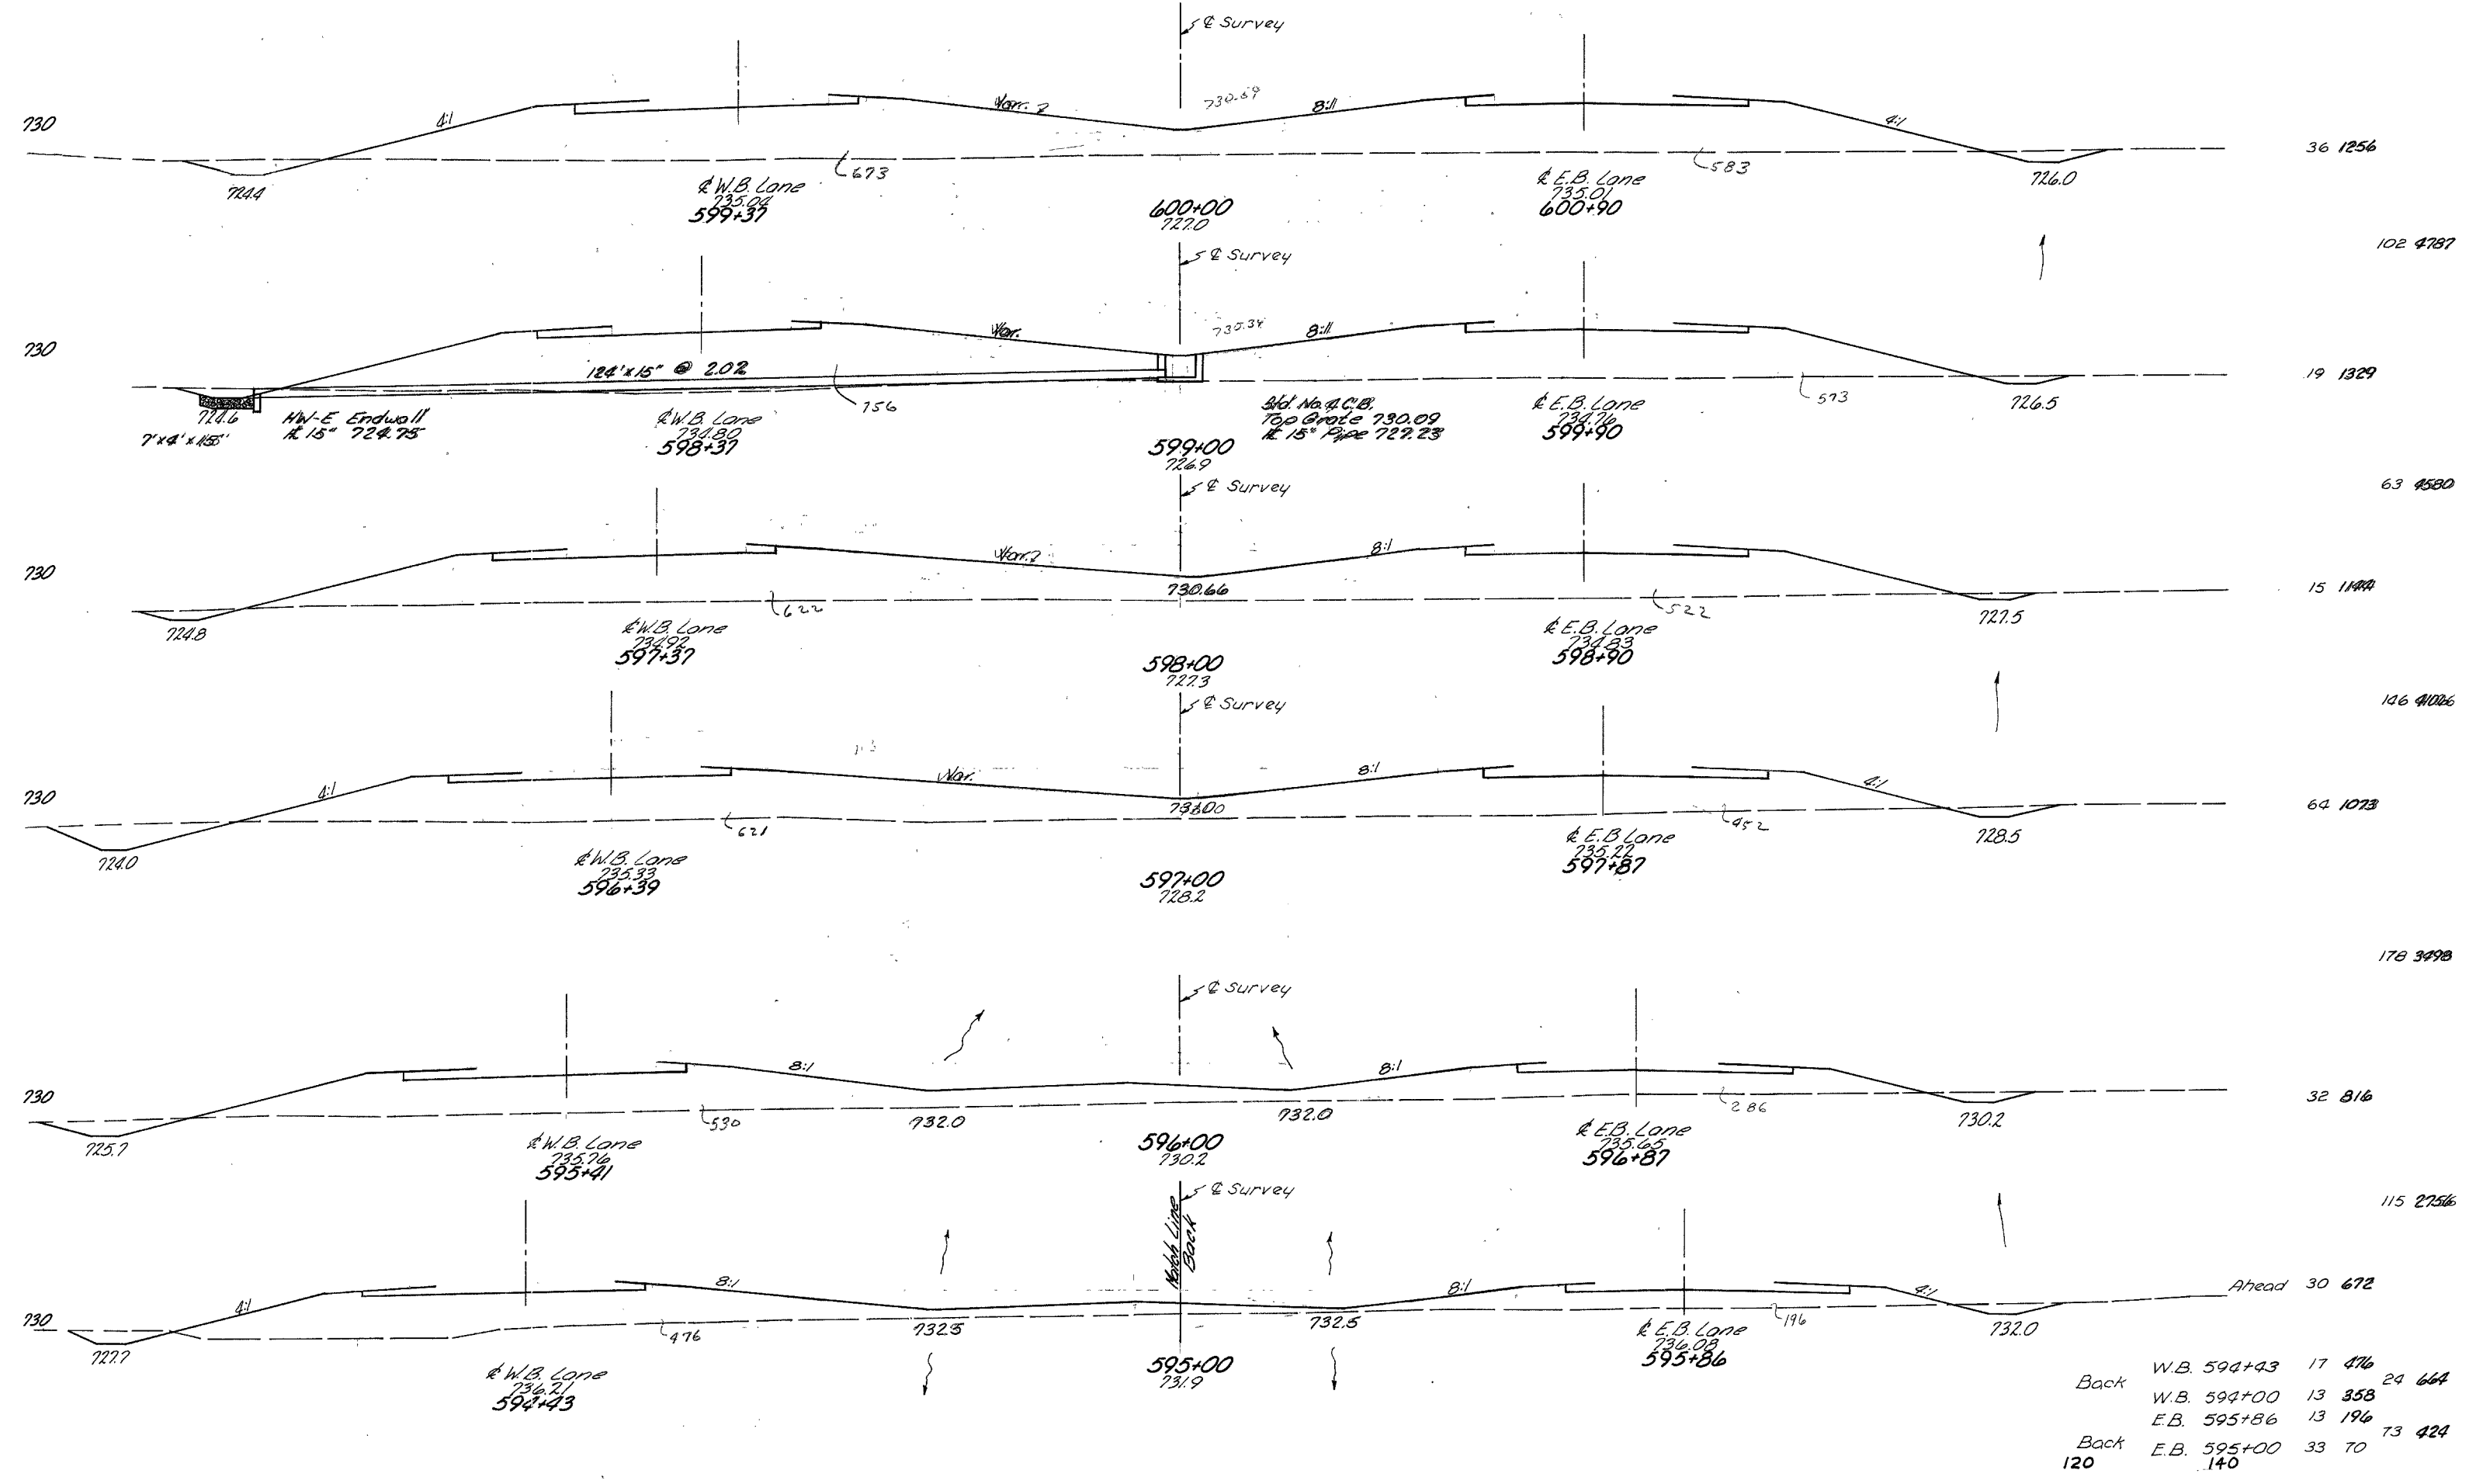 ℄ Survey
730
4:1
Var.
730.59
8:1
4:1
36 1256
673
583
724.4
℄ W.B. Lane
735.04
599+37
600+00
727.0
℄ E.B. Lane
735.01
600+90
726.0
102 4787
℄ Survey
730
Var.
730.34
8:1
124'x15" @ 2.0%
19 1329
756
573
724.6
HW-E Endwall
℄ 15" 724.75
℄ W.B. Lane
734.80
598+37
599+00
726.9
Std. No. 4 C.B.
Top Grate 730.09
℄ 15" Pipe 727.23
℄ E.B. Lane
734.76
599+90
726.5
63 4580
℄ Survey
730
Var.
8:1
730.66
15 1144
622
522
724.8
℄ W.B. Lane
734.92
597+37
598+00
727.3
℄ E.B. Lane
734.83
598+90
727.5
146 4106
℄ Survey
730
4:1
Var.
8:1
4:1
64 1073
621
452
724.0
℄ W.B. Lane
735.33
596+39
597+00
728.2
℄ E.B. Lane
735.22
597+87
728.5
178 3498
℄ Survey
730
8:1
8:1
32 816
530
732.0
732.0
286
725.7
℄ W.B. Lane
735.76
595+41
596+00
730.2
℄ E.B. Lane
735.65
596+87
730.2
115 2756
℄ Survey
Match Line
Back
730
4:1
8:1
8:1
4:1
Ahead 30 672
476
732.5
732.5
196
727.7
℄ W.B. Lane
736.21
594+43
595+00
731.9
℄ E.B. Lane
736.08
595+86
732.0
Back W.B. 594+43 17 476
24 664
W.B. 594+00 13 358
E.B. 595+86 13 196
73 424
Back E.B. 595+00 33 70
120 140